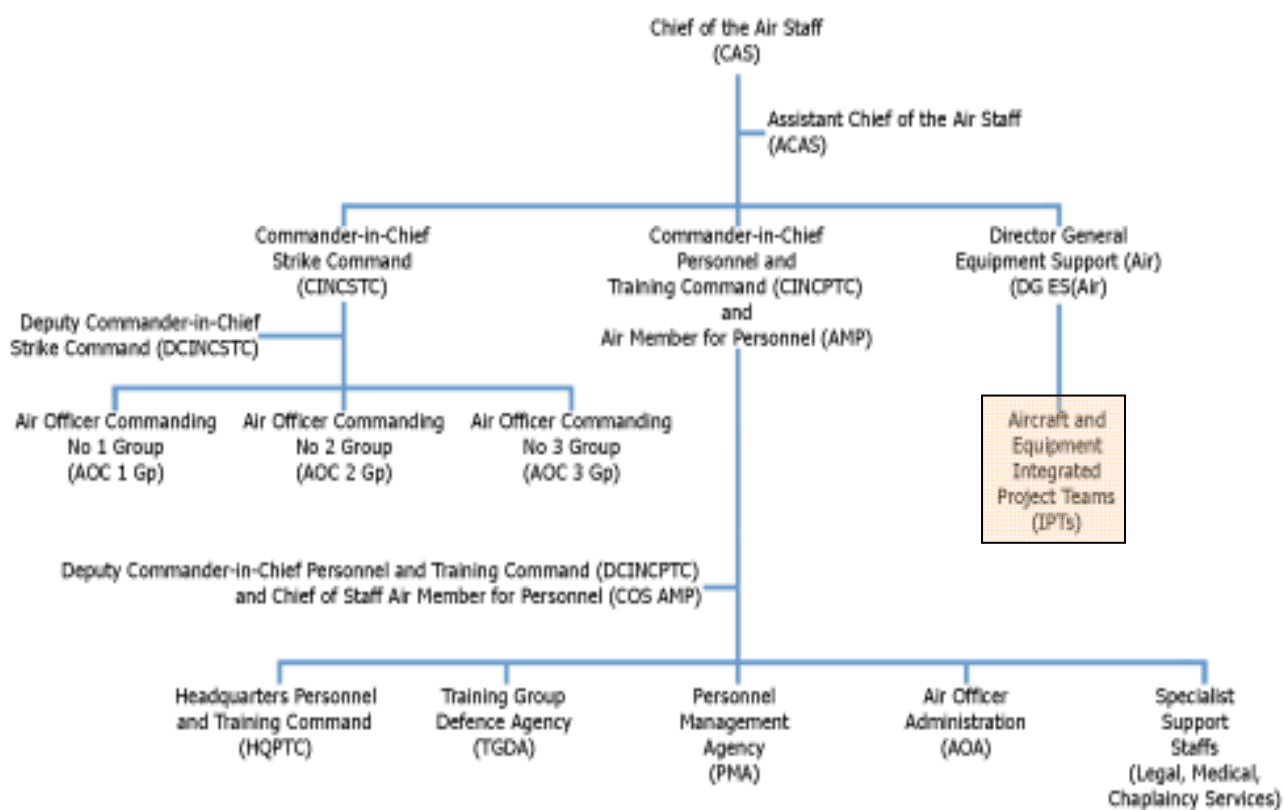 Chief of the Air Staff
(CAS)
Assistant Chief of the Air Staff
(ACAS)
Commander-in-Chief
Strike Command
(CINCSTC)
Commander-in-Chief
Personnel and
Training Command (CINCPTC)
and
Air Member for Personnel (AMP)
Director General
Equipment Support (Air)
(DG ES(Air)
Deputy Commander-in-Chief
Strike Command (DCINCSTC)
Air Officer Commanding
No 1 Group
(AOC 1 Gp)
Air Officer Commanding
No 2 Group
(AOC 2 Gp)
Air Officer Commanding
No 3 Group
(AOC 3 Gp)
Aircraft and
Equipment
Integrated
Project Teams
(IPTs)
Deputy Commander-in-Chief Personnel and Training Command (DCINCPTC)
and Chief of Staff Air Member for Personnel (COS AMP)
Headquarters Personnel
and Training Command
(HQPTC)
Training Group
Defence Agency
(TGDA)
Personnel
Management
Agency
(PMA)
Air Officer
Administration
(AOA)
Specialist
Support
Staffs
(Legal, Medical,
Chaplaincy Services)